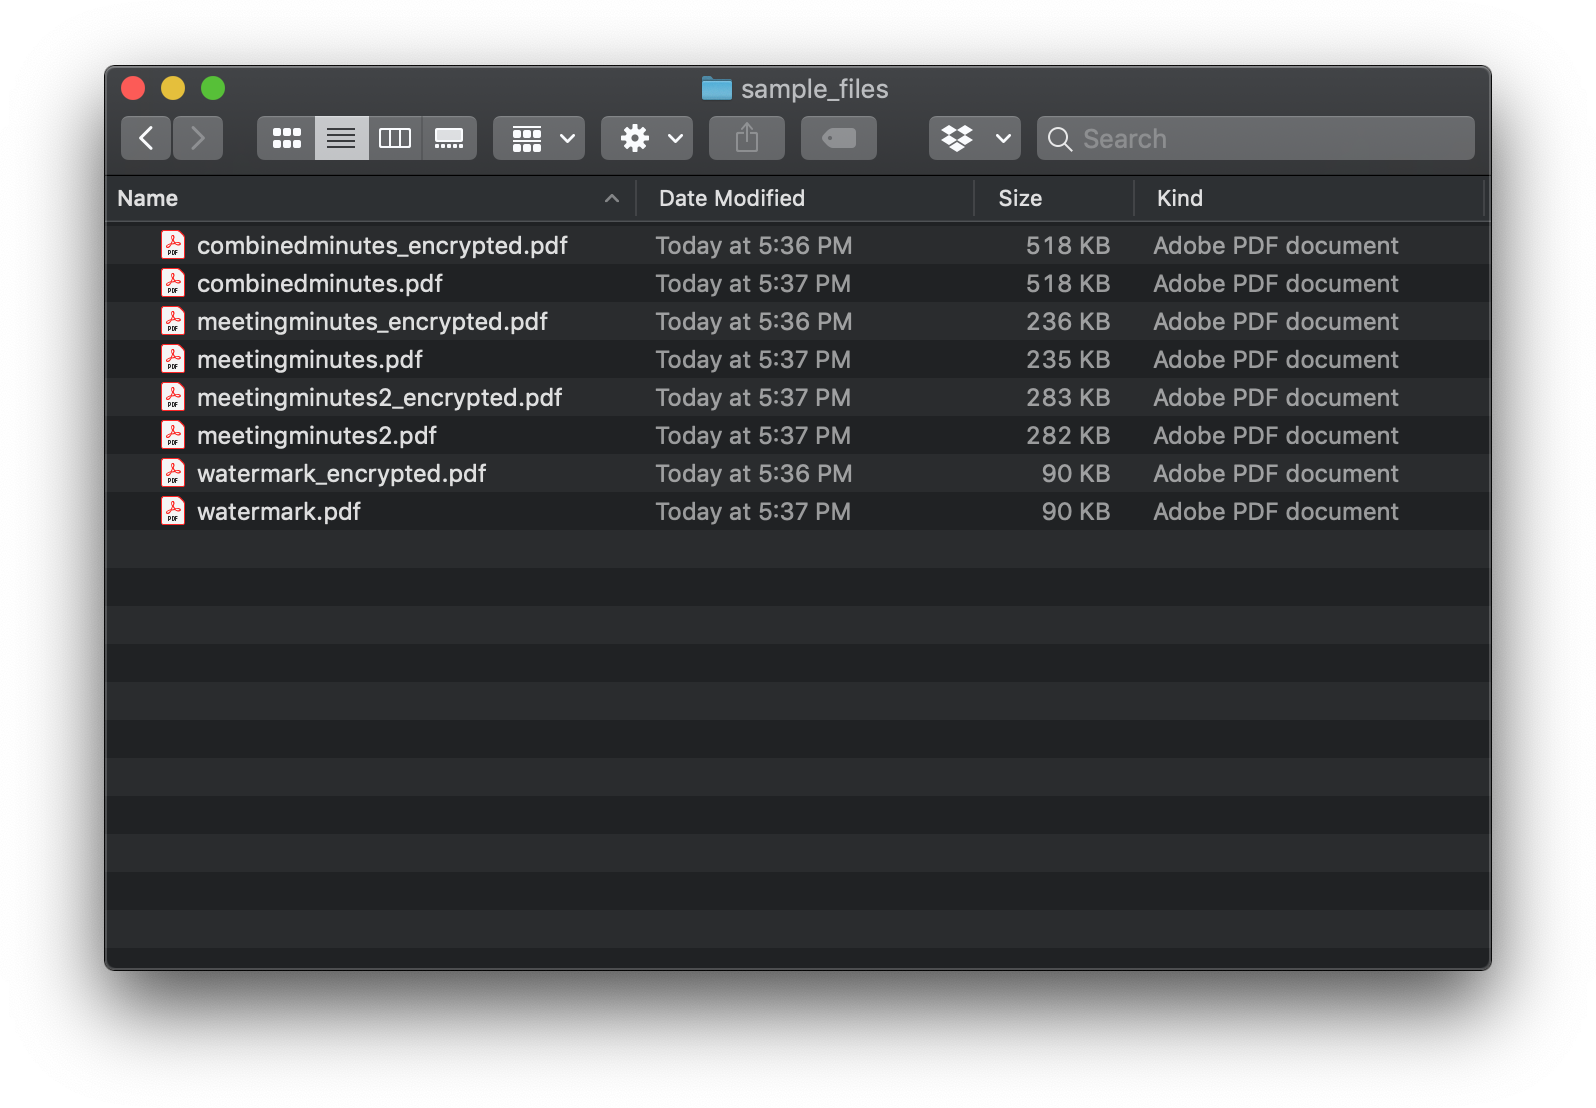 sample_files
Search
Name Date Modified Size Kind
combinedminutes_encrypted.pdf Today at 5:36 PM 518 KB Adobe PDF document
combinedminutes.pdf Today at 5:37 PM 518 KB Adobe PDF document
meetingminutes_encrypted.pdf Today at 5:36 PM 236 KB Adobe PDF document
meetingminutes.pdf Today at 5:37 PM 235 KB Adobe PDF document
meetingminutes2_encrypted.pdf Today at 5:37 PM 283 KB Adobe PDF document
meetingminutes2.pdf Today at 5:37 PM 282 KB Adobe PDF document
watermark_encrypted.pdf Today at 5:36 PM 90 KB Adobe PDF document
watermark.pdf Today at 5:37 PM 90 KB Adobe PDF document